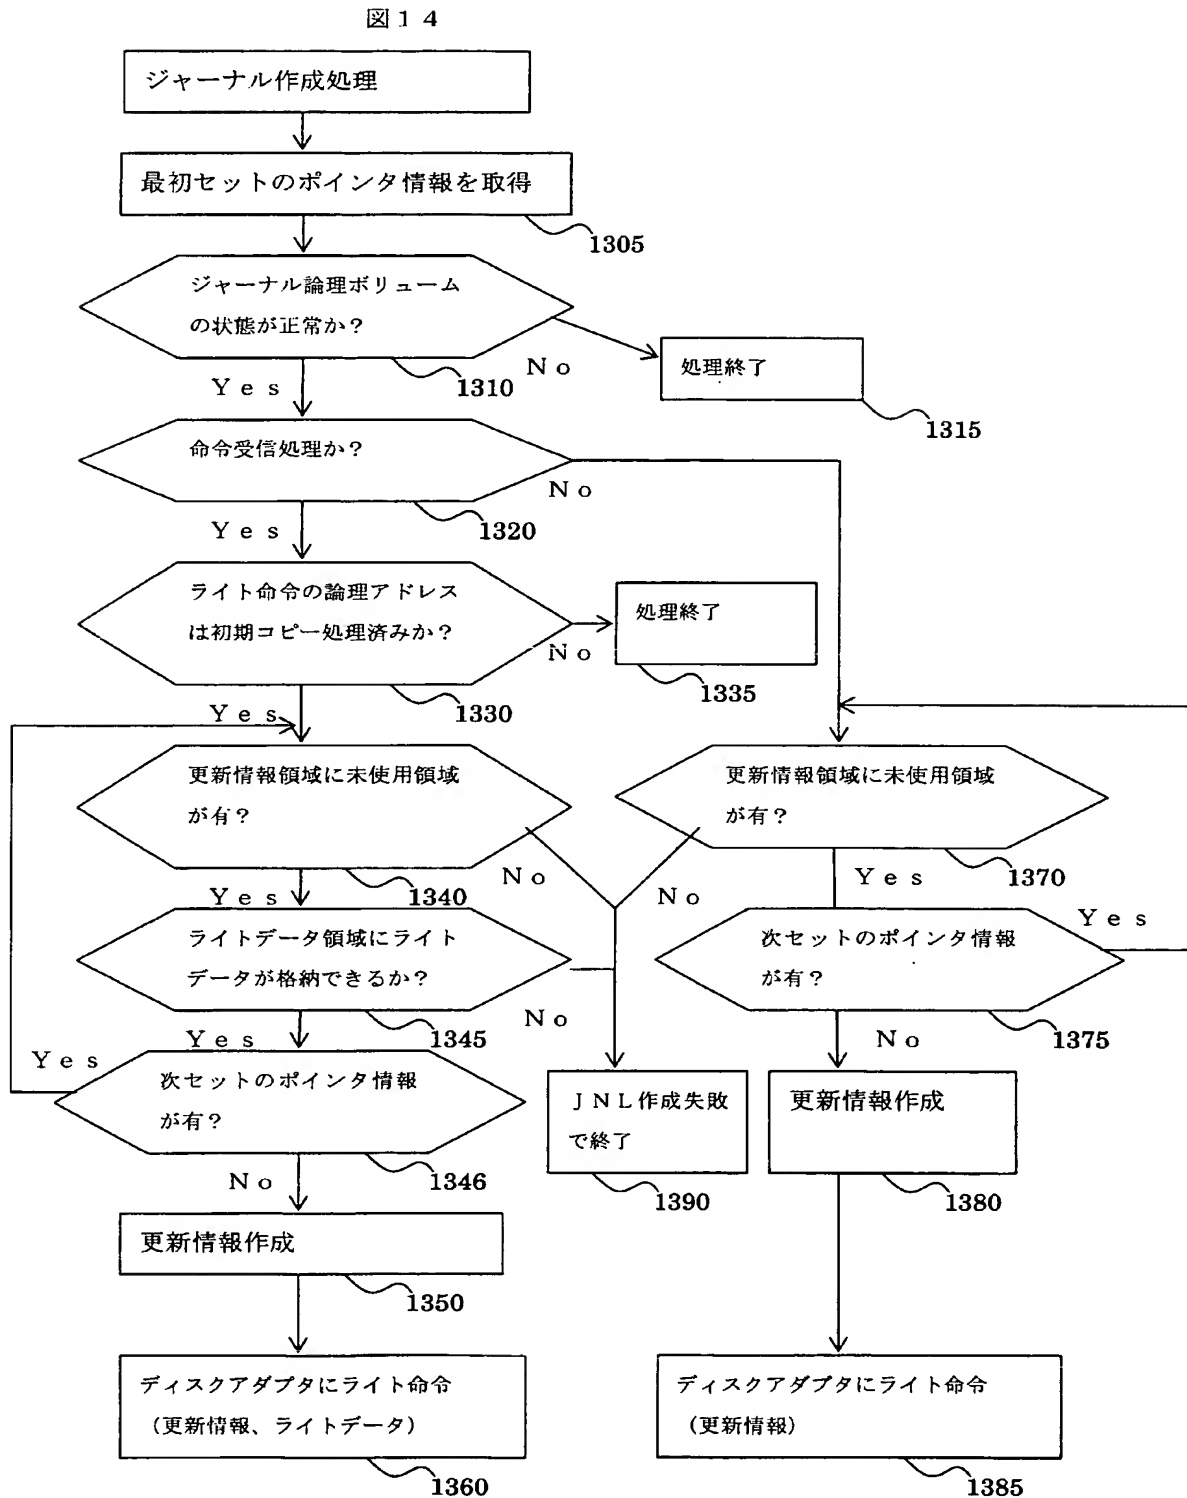 図14
ジャーナル作成処理
最初セットのポインタ情報を取得
1305
ジャーナル論理ボリューム
の状態が正常か？
1310
No
Yes
処理終了
1315
命令受信処理か？
No
1320
Yes
ライト命令の論理アドレス
は初期コピー処理済みか？
No
1330
Yes
処理終了
1335
更新情報領域に未使用領域
が有？
1340
No
Yes
更新情報領域に未使用領域
が有？
1370
No
Yes
ライトデータ領域にライト
データが格納できるか？
1345
No
Yes
次セットのポインタ情報
が有？
1375
Yes
No
次セットのポインタ情報
が有？
1346
Yes
No
JNL作成失敗
で終了
1390
更新情報作成
1380
更新情報作成
1350
ディスクアダプタにライト命令
（更新情報、ライトデータ）
1360
ディスクアダプタにライト命令
（更新情報）
1385